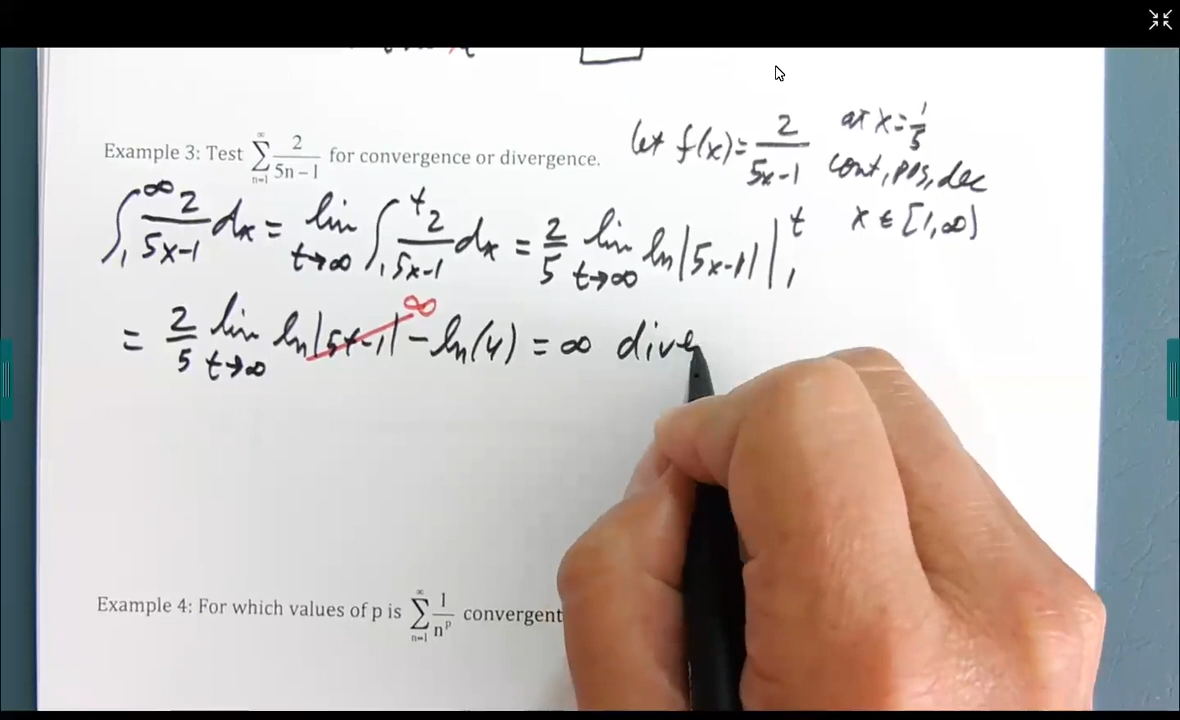 let f(x) = 2/(5x-1) at x = 1/5
Example 3: Test ∑_{n=1}^{∞} 2/(5n – 1) for convergence or divergence.
cont, pos, dec
x ∈ [1,∞)
∫_1^∞ 2/(5x-1) dx = lim_{t→∞} ∫_1^t 2/(5x-1) dx = 2/5 lim_{t→∞} ln|5x-1| |_1^t
= 2/5 lim_{t→∞} ln|5t-1| - ln(4) = ∞ dive
∞
Example 4: For which values of p is ∑_{n=1}^{∞} 1/n^p convergent